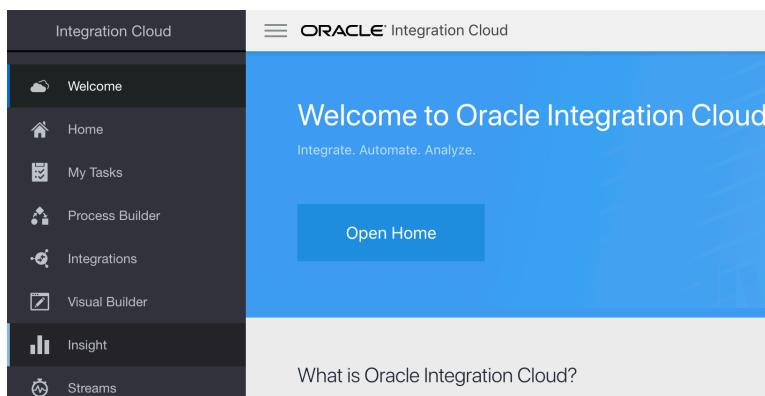 Integration Cloud
Welcome
Home
My Tasks
Process Builder
Integrations
Visual Builder
Insight
Streams
ORACLE® Integration Cloud
Welcome to Oracle Integration Cloud
Integrate. Automate. Analyze.
Open Home
What is Oracle Integration Cloud?